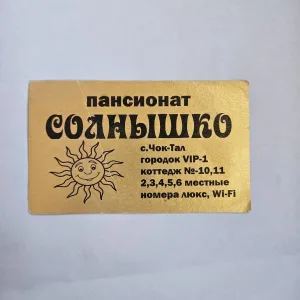 пансионат
СОЛНЫШКО
с.Чок-Тал
городок VIP-1
коттедж №-10,11
2,3,4,5,6 местные
номера люкс, Wi-Fi